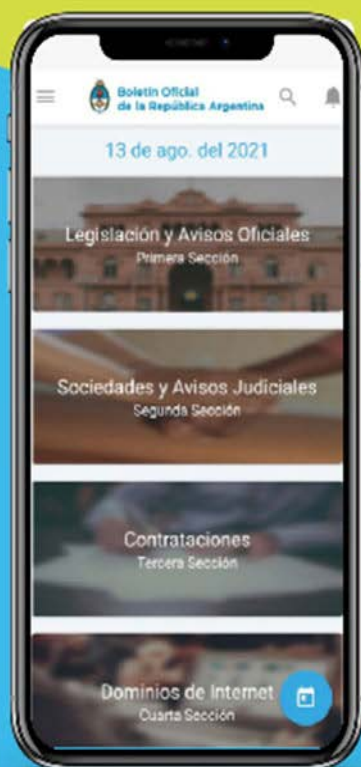 Boletín Oficial
de la República Argentina
13 de ago. del 2021
Legislación y Avisos Oficiales
Primera Sección
Sociedades y Avisos Judiciales
Segunda Sección
Contrataciones
Tercera Sección
Dominios de Internet
Cuarta Sección